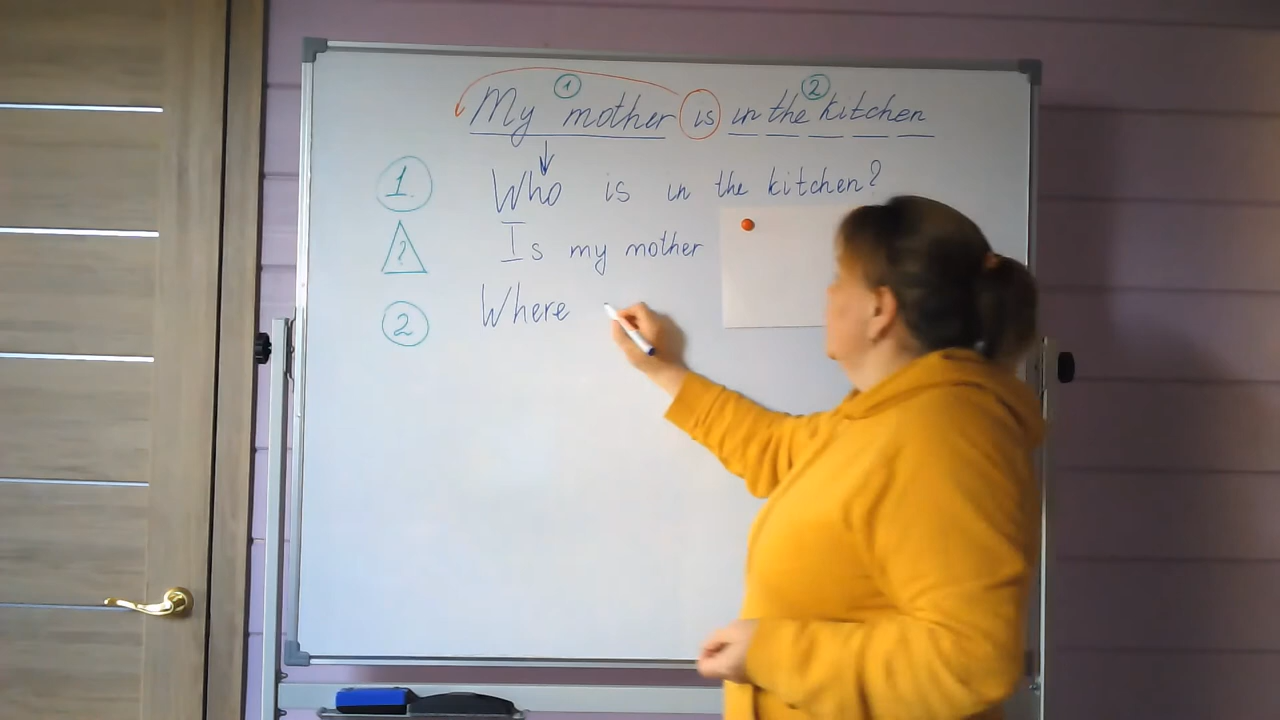 1 2
My mother is in the kitchen
1 Who is in the kitchen?
? Is my mother
2 Where